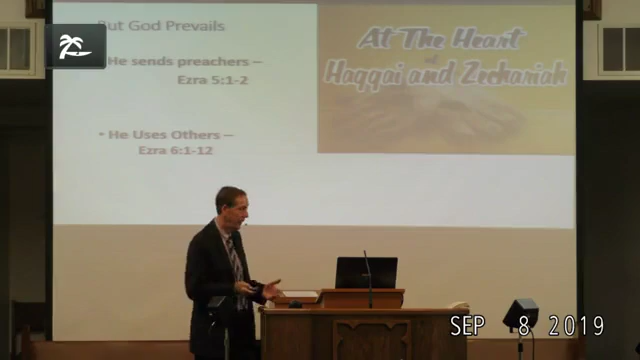 But God Prevails
• He sends preachers –
Ezra 5:1-2
• He Uses Others –
Ezra 6:1-12
At The Heart
of
Haggai and Zechariah
SEP 8 2019